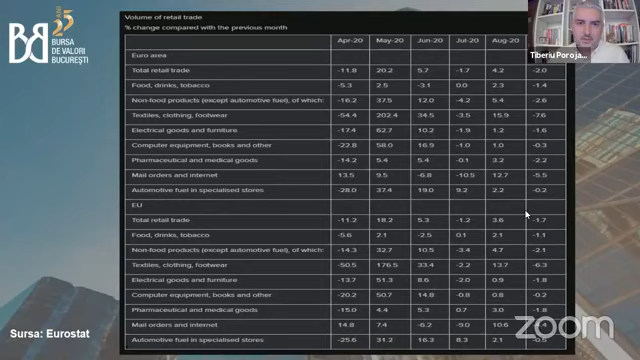 Volume of retail trade
% change compared with the previous month
Apr-20 May-20 Jun-20 Jul-20 Aug-20
Euro area
Total retail trade -11.8 20.2 5.7 -1.7 4.2 -2.0
Food, drinks, tobacco -5.3 2.5 -3.1 0.0 2.3 -1.4
Non-food products (except automotive fuel), of which: -16.2 37.5 12.0 -4.2 5.4 -2.6
Textiles, clothing, footwear -54.4 202.4 34.5 -3.5 15.9 -7.6
Electrical goods and furniture -17.4 62.7 10.2 -1.9 1.2 -1.6
Computer equipment, books and other -22.8 58.0 16.9 -1.0 1.0 -0.3
Pharmaceutical and medical goods -14.2 5.4 5.4 -0.1 3.2 -2.2
Mail orders and internet 13.5 9.5 -6.8 -10.5 12.7 -5.5
Automotive fuel in specialised stores -28.0 37.4 19.0 9.2 2.2 -0.2
EU
Total retail trade -11.2 18.2 5.3 -1.2 3.6 -1.7
Food, drinks, tobacco -5.6 2.1 -2.5 0.1 2.1 -1.1
Non-food products (except automotive fuel), of which: -14.3 32.7 10.5 -3.4 4.7 -2.1
Textiles, clothing, footwear -50.5 176.5 33.4 -2.2 13.7 -6.3
Electrical goods and furniture -13.7 51.3 8.6 -2.0 0.9 -1.8
Computer equipment, books and other -20.2 50.7 14.8 -0.8 0.8 -0.2
Pharmaceutical and medical goods -15.0 4.4 5.4 0.7 3.0 -1.8
Mail orders and internet 14.8 7.4 -6.2 -9.0 10.6
Automotive fuel in specialised stores -25.6 31.2 16.3 8.3 2.1
BURSA
DE VALORI
BUCUREȘTI
25 ANI
Tiberiu Poroja...
Sursa: Eurostat
zoom